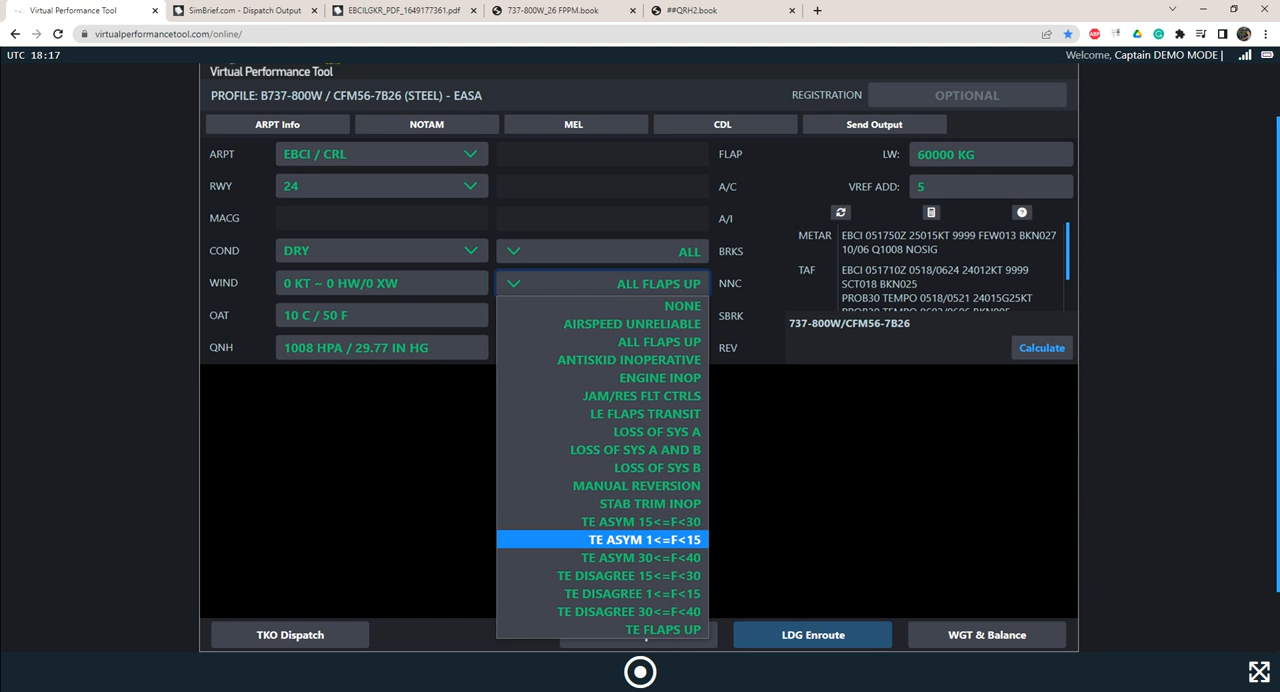 Virtual Performance Tool
SimBrief.com - Dispatch Output
EBCILGKR_PDF_1649177361.pdf
737-800W_26 FPPM.book
##QRH2.book
virtualperformancetool.com/online/
ABP
UTC 18:17
Welcome, Captain DEMO MODE |
Virtual Performance Tool
PROFILE: B737-800W / CFM56-7B26 (STEEL) - EASA
REGISTRATION
OPTIONAL
ARPT Info
NOTAM
MEL
CDL
Send Output
ARPT
EBCI / CRL
FLAP
LW:
60000 KG
RWY
24
A/C
VREF ADD:
5
MACG
A/I
COND
DRY
ALL
BRKS
METAR
EBCI 051750Z 25015KT 9999 FEW013 BKN027
10/06 Q1008 NOSIG
TAF
EBCI 051710Z 0518/0624 24012KT 9999
SCT018 BKN025
PROB30 TEMPO 0518/0521 24015G25KT
WIND
0 KT ~ 0 HW/0 XW
ALL FLAPS UP
NNC
OAT
10 C / 50 F
SBRK
737-800W/CFM56-7B26
QNH
1008 HPA / 29.77 IN HG
REV
Calculate
NONE
AIRSPEED UNRELIABLE
ALL FLAPS UP
ANTISKID INOPERATIVE
ENGINE INOP
JAM/RES FLT CTRLS
LE FLAPS TRANSIT
LOSS OF SYS A
LOSS OF SYS A AND B
LOSS OF SYS B
MANUAL REVERSION
STAB TRIM INOP
TE ASYM 15<=F<30
TE ASYM 1<=F<15
TE ASYM 30<=F<40
TE DISAGREE 15<=F<30
TE DISAGREE 1<=F<15
TE DISAGREE 30<=F<40
TE FLAPS UP
TKO Dispatch
LDG Enroute
WGT & Balance